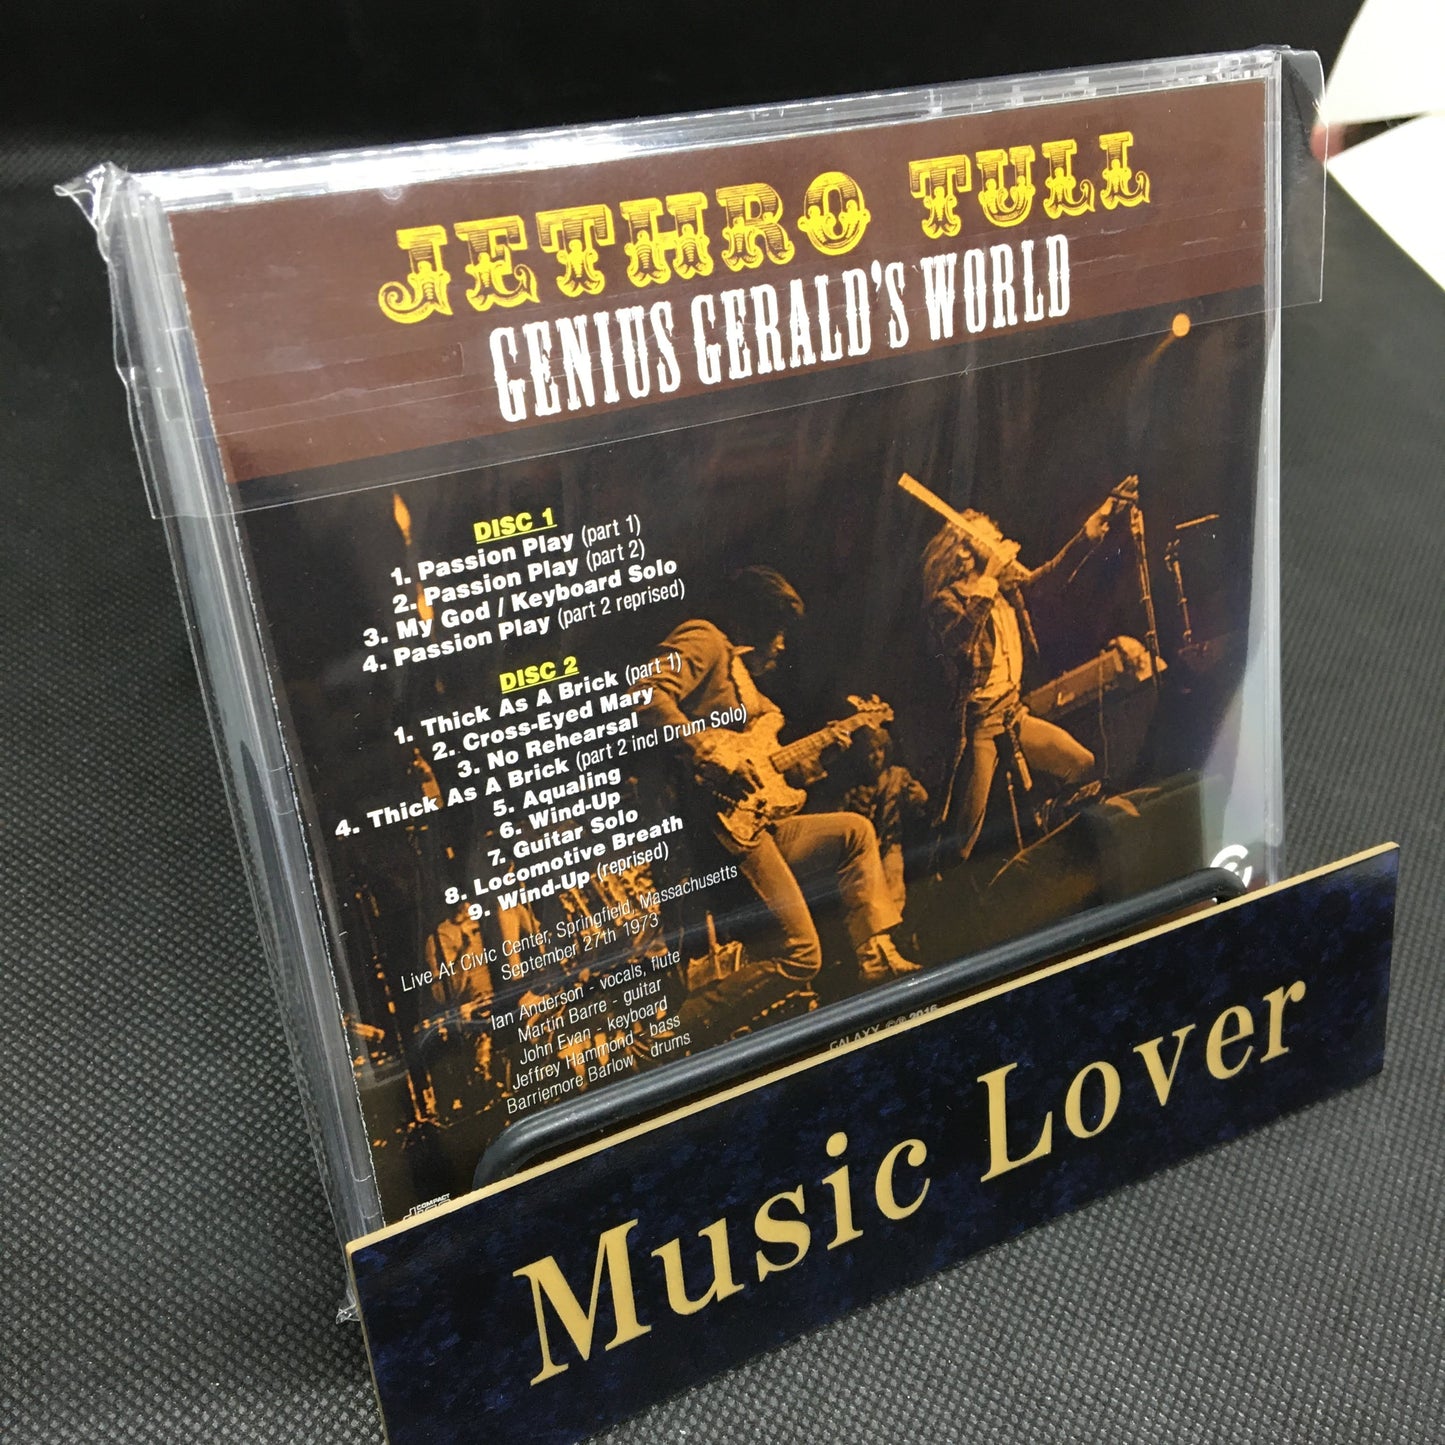 JETHRO TULL
GENIUS GERALD'S WORLD
DISC 1
1. Passion Play (part 1)
2. Passion Play (part 2)
3. My God / Keyboard Solo
4. Passion Play (part 2 reprised)
DISC 2
1. Thick As A Brick (part 1)
2. Cross-Eyed Mary
3. No Rehearsal
4. Thick As A Brick (part 2 incl Drum Solo)
5. Aqualing
6. Wind-Up
7. Guitar Solo
8. Locomotive Breath
9. Wind-Up (reprised)
Live At Civic Center, Springfield, Massachusetts
September 27th 1973
Ian Anderson - vocals, flute
Martin Barre - guitar
John Evan - keyboard
Jeffrey Hammond - bass
Barriemore Barlow - drums
GALAXY ©℗ 2016
COMPACT
Music Lover